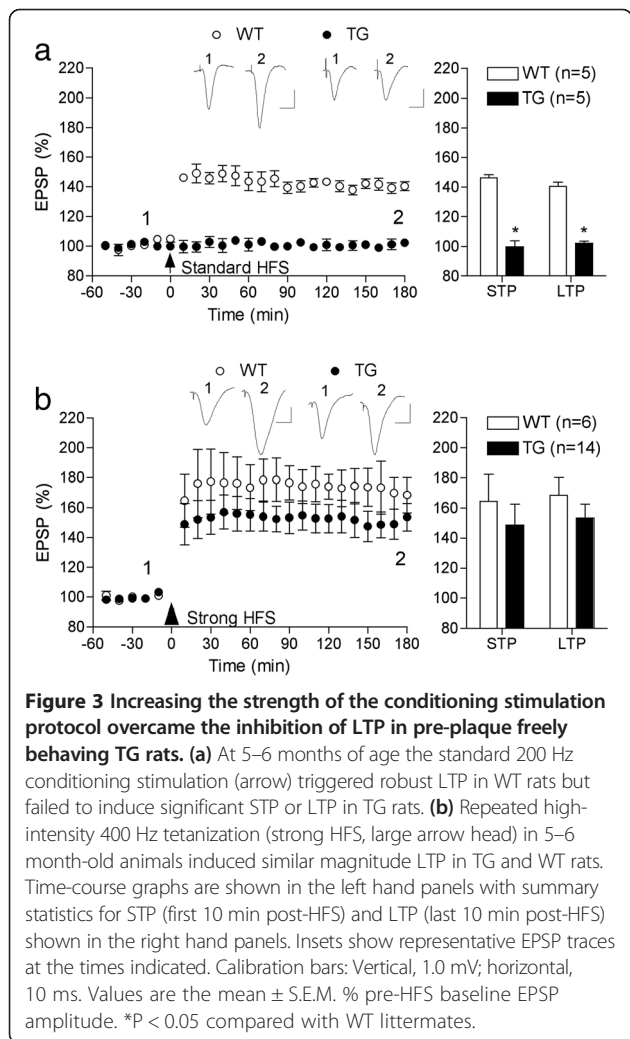 a
WT TG
1 2 1 2
220
200
180
160
140
120
100
80
EPSP (%)
1
2
Standard HFS
-60 -30 0 30 60 90 120 150 180
Time (min)
WT (n=5)
TG (n=5)
220
200
180
160
140
120
100
80
* *
STP LTP
b
WT TG
1 2 1 2
220
200
180
160
140
120
100
80
EPSP (%)
1
2
Strong HFS
-60 -30 0 30 60 90 120 150 180
Time (min)
WT (n=6)
TG (n=14)
220
200
180
160
140
120
100
80
STP LTP
Figure 3 Increasing the strength of the conditioning stimulation
protocol overcame the inhibition of LTP in pre-plaque freely
behaving TG rats. (a) At 5–6 months of age the standard 200 Hz
conditioning stimulation (arrow) triggered robust LTP in WT rats but
failed to induce significant STP or LTP in TG rats. (b) Repeated high-
intensity 400 Hz tetanization (strong HFS, large arrow head) in 5–6
month-old animals induced similar magnitude LTP in TG and WT rats.
Time-course graphs are shown in the left hand panels with summary
statistics for STP (first 10 min post-HFS) and LTP (last 10 min post-HFS)
shown in the right hand panels. Insets show representative EPSP traces
at the times indicated. Calibration bars: Vertical, 1.0 mV; horizontal,
10 ms. Values are the mean ± S.E.M. % pre-HFS baseline EPSP
amplitude. *P < 0.05 compared with WT littermates.